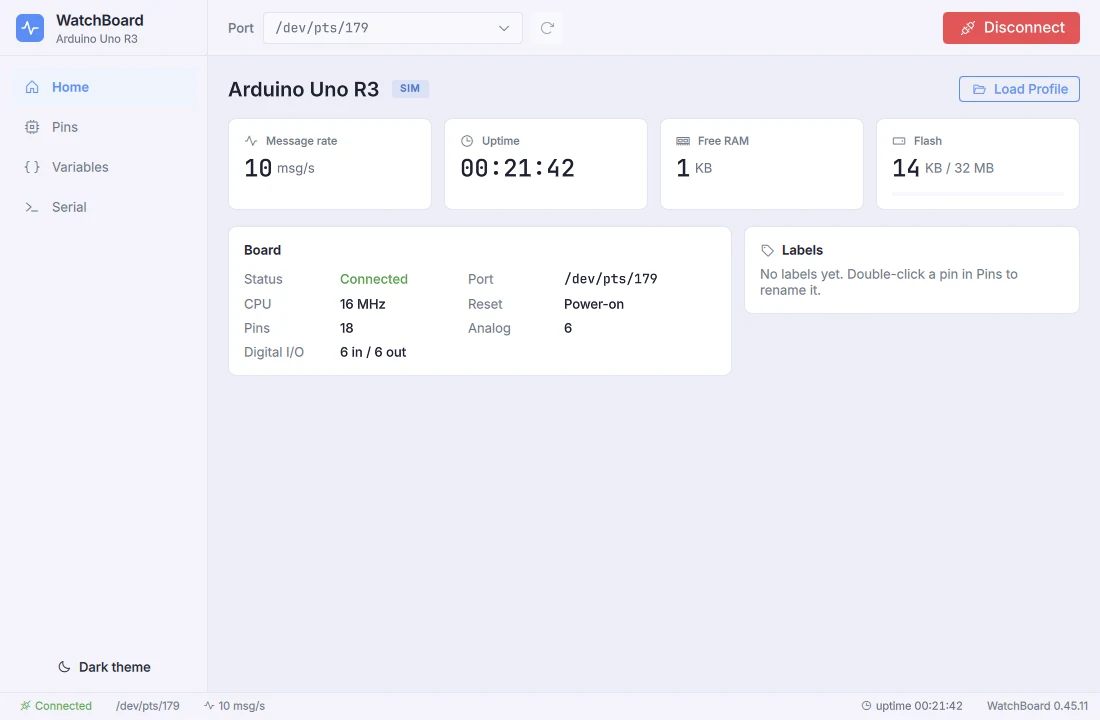 WatchBoard
Arduino Uno R3
Port /dev/pts/179 Disconnect
Home
Pins
{ } Variables
>_ Serial
Dark theme
Arduino Uno R3 SIM Load Profile
Message rate
10 msg/s
Uptime
00:21:42
Free RAM
1 KB
Flash
14 KB / 32 MB
Board
Status Connected Port /dev/pts/179
CPU 16 MHz Reset Power-on
Pins 18 Analog 6
Digital I/O 6 in / 6 out
Labels
No labels yet. Double-click a pin in Pins to
rename it.
Connected /dev/pts/179 10 msg/s uptime 00:21:42 WatchBoard 0.45.11